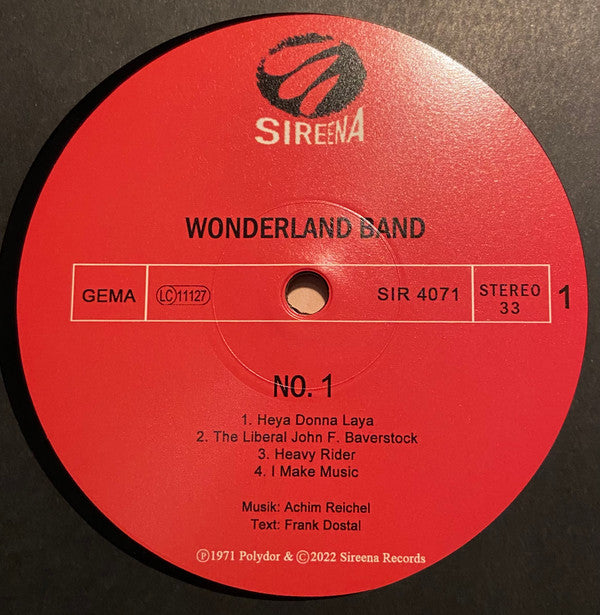 SIREENA
WONDERLAND BAND
GEMA LC 11127 SIR 4071 STEREO 33 1
NO. 1
1. Heya Donna Laya
2. The Liberal John F. Baverstock
3. Heavy Rider
4. I Make Music
Musik: Achim Reichel
Text: Frank Dostal
Ⓟ1971 Polydor & ©2022 Sireena Records